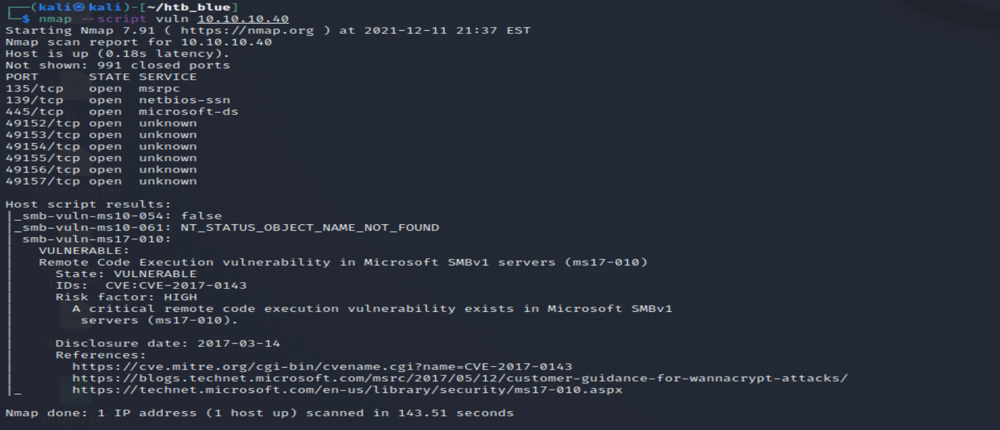 ┌──(kali㉿kali)-[~/htb_blue]
└─$ nmap --script vuln 10.10.10.40
Starting Nmap 7.91 ( https://nmap.org ) at 2021-12-11 21:37 EST
Nmap scan report for 10.10.10.40
Host is up (0.18s latency).
Not shown: 991 closed ports
PORT      STATE SERVICE
135/tcp   open  msrpc
139/tcp   open  netbios-ssn
445/tcp   open  microsoft-ds
49152/tcp open  unknown
49153/tcp open  unknown
49154/tcp open  unknown
49155/tcp open  unknown
49156/tcp open  unknown
49157/tcp open  unknown
union_payloa
Host script results:
|_smb-vuln-ms10-054: false
|_smb-vuln-ms10-061: NT_STATUS_OBJECT_NAME_NOT_FOUND
| smb-vuln-ms17-010:
|   VULNERABLE:
|   Remote Code Execution vulnerability in Microsoft SMBv1 servers (ms17-010)
|     State: VULNERABLE
|     IDs:  CVE:CVE-2017-0143
|     Risk factor: HIGH
|       A critical remote code execution vulnerability exists in Microsoft SMBv1
|        servers (ms17-010).
|
|     Disclosure date: 2017-03-14
|     References:
|       https://cve.mitre.org/cgi-bin/cvename.cgi?name=CVE-2017-0143
|       https://blogs.technet.microsoft.com/msrc/2017/05/12/customer-guidance-for-wannacrypt-attacks/
|_      https://technet.microsoft.com/en-us/library/security/ms17-010.aspx
Nmap done: 1 IP address (1 host up) scanned in 143.51 seconds